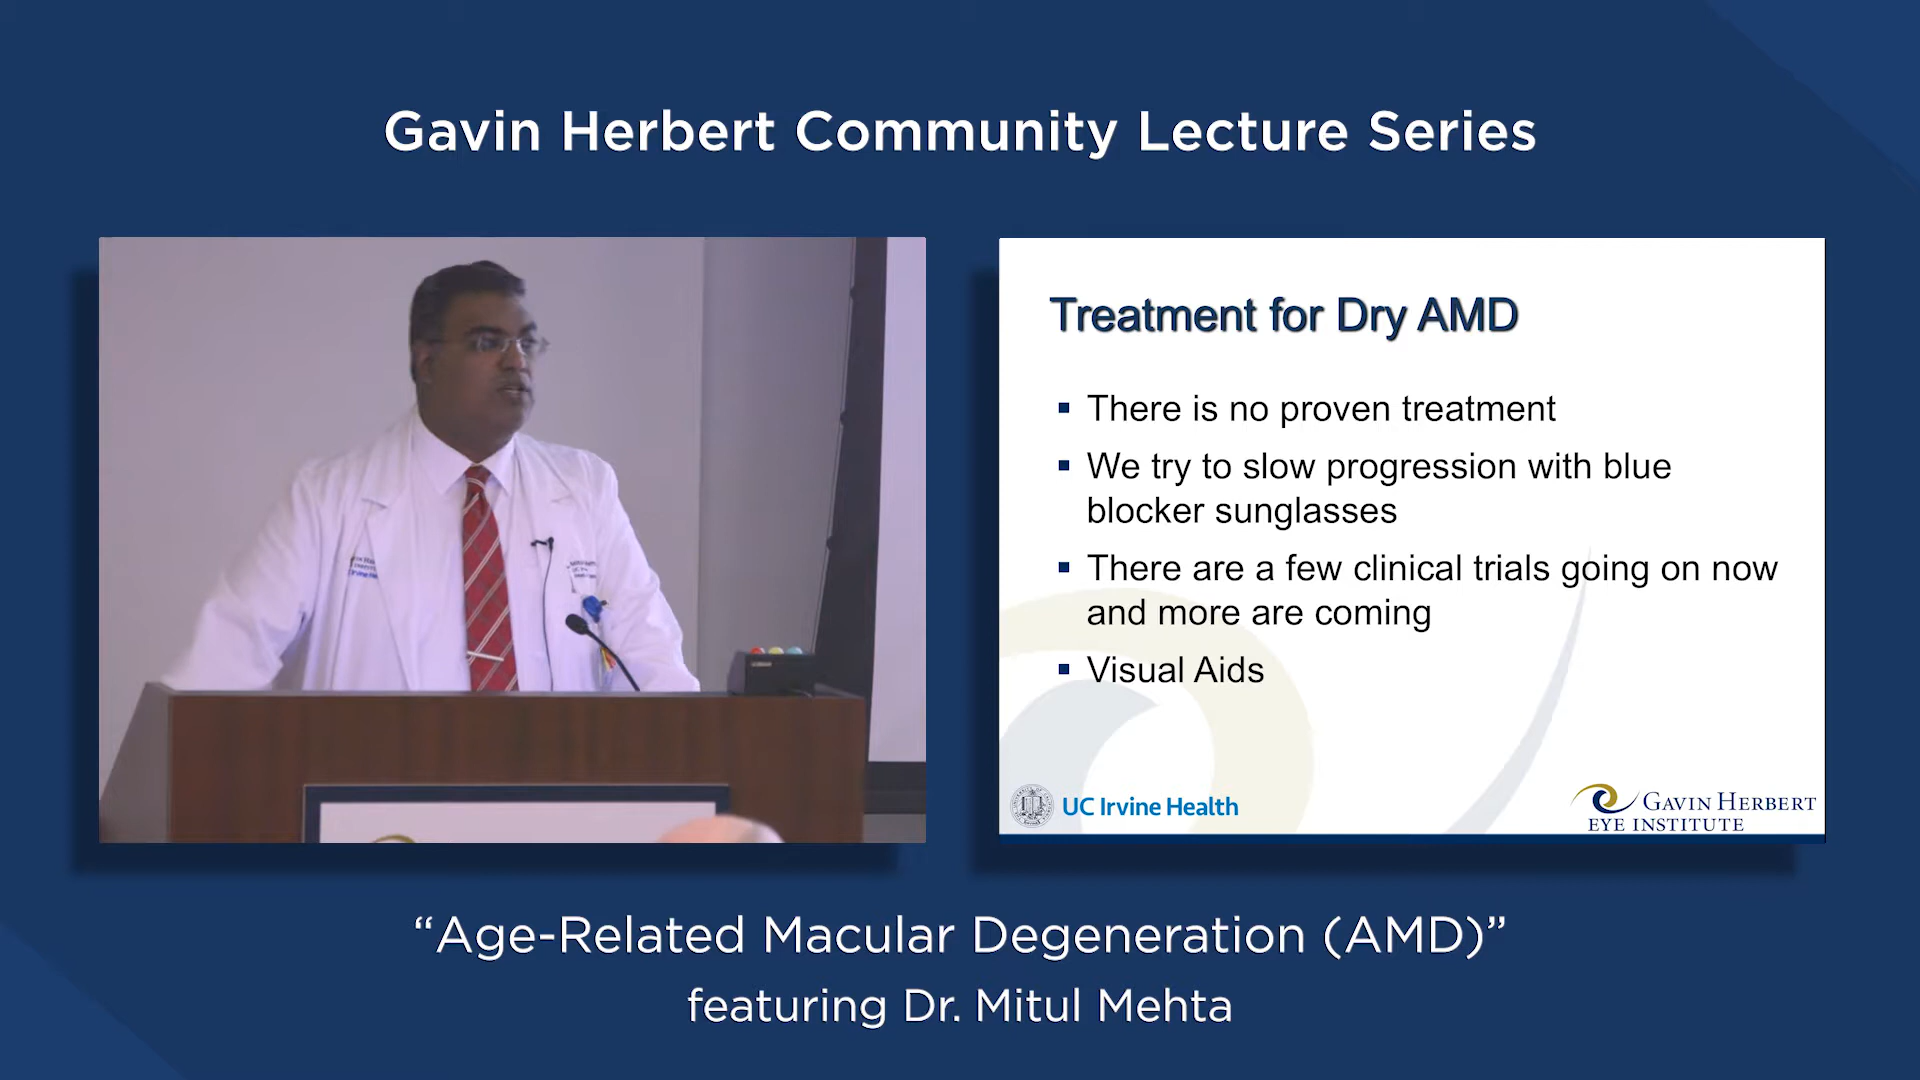 Gavin Herbert Community Lecture Series
Treatment for Dry AMD
▪ There is no proven treatment
▪ We try to slow progression with blue
blocker sunglasses
▪ There are a few clinical trials going on now
and more are coming
▪ Visual Aids
UC Irvine Health
GAVIN HERBERT
EYE INSTITUTE
“Age-Related Macular Degeneration (AMD)”
featuring Dr. Mitul Mehta